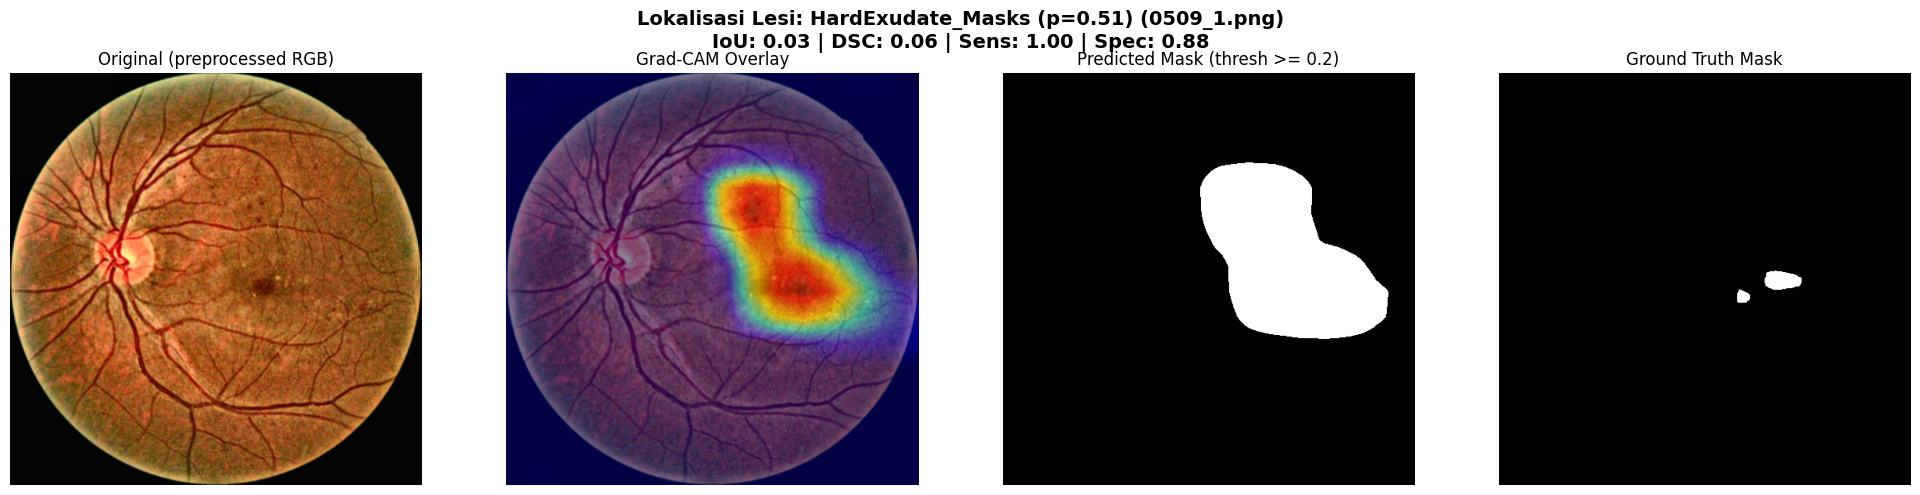 Lokalisasi Lesi: HardExudate_Masks (p=0.51) (0509_1.png)
IoU: 0.03 | DSC: 0.06 | Sens: 1.00 | Spec: 0.88
Original (preprocessed RGB)
Grad-CAM Overlay
Predicted Mask (thresh >= 0.2)
Ground Truth Mask